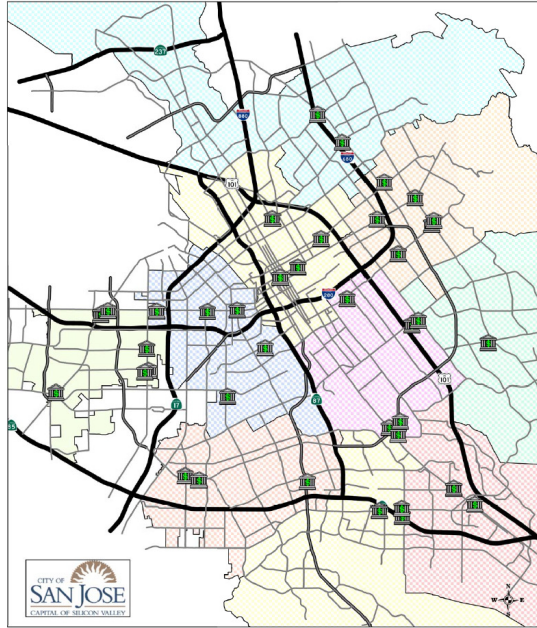 237
880
680
101
280
101
17
87
85
N
W E
S
CITY OF
SAN JOSE
CAPITAL OF SILICON VALLEY